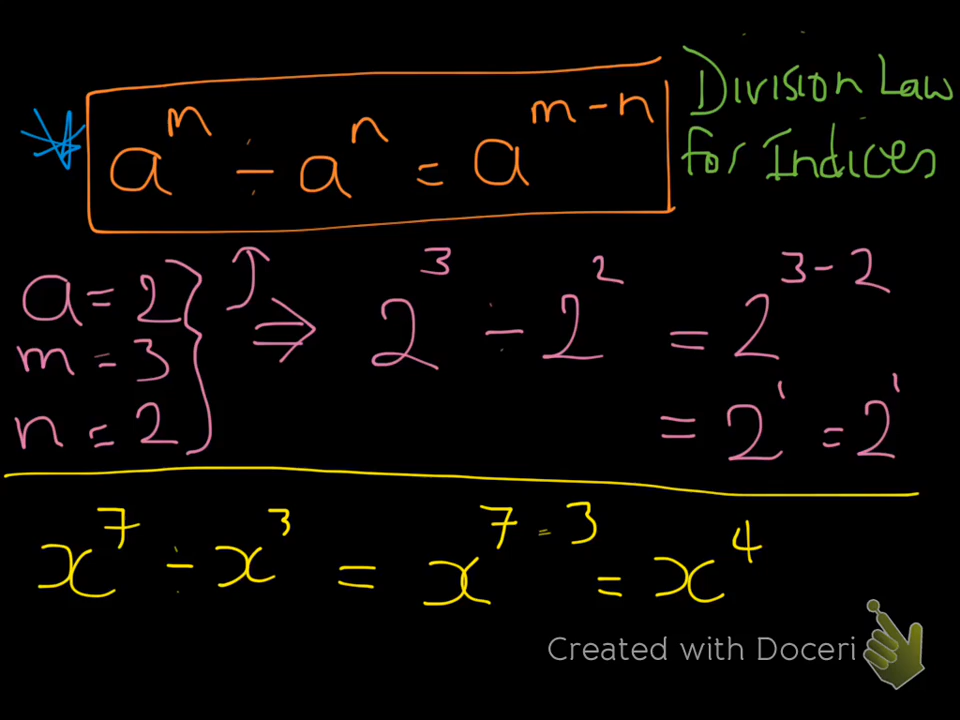 a^m ÷ a^n = a^{m-n}
Division Law
for Indices
a = 2
m = 3
n = 2
⇒ 2^3 ÷ 2^2 = 2^{3-2}
= 2^1 = 2^1
x^7 ÷ x^3 = x^{7=3} = x^4
Created with Doceri